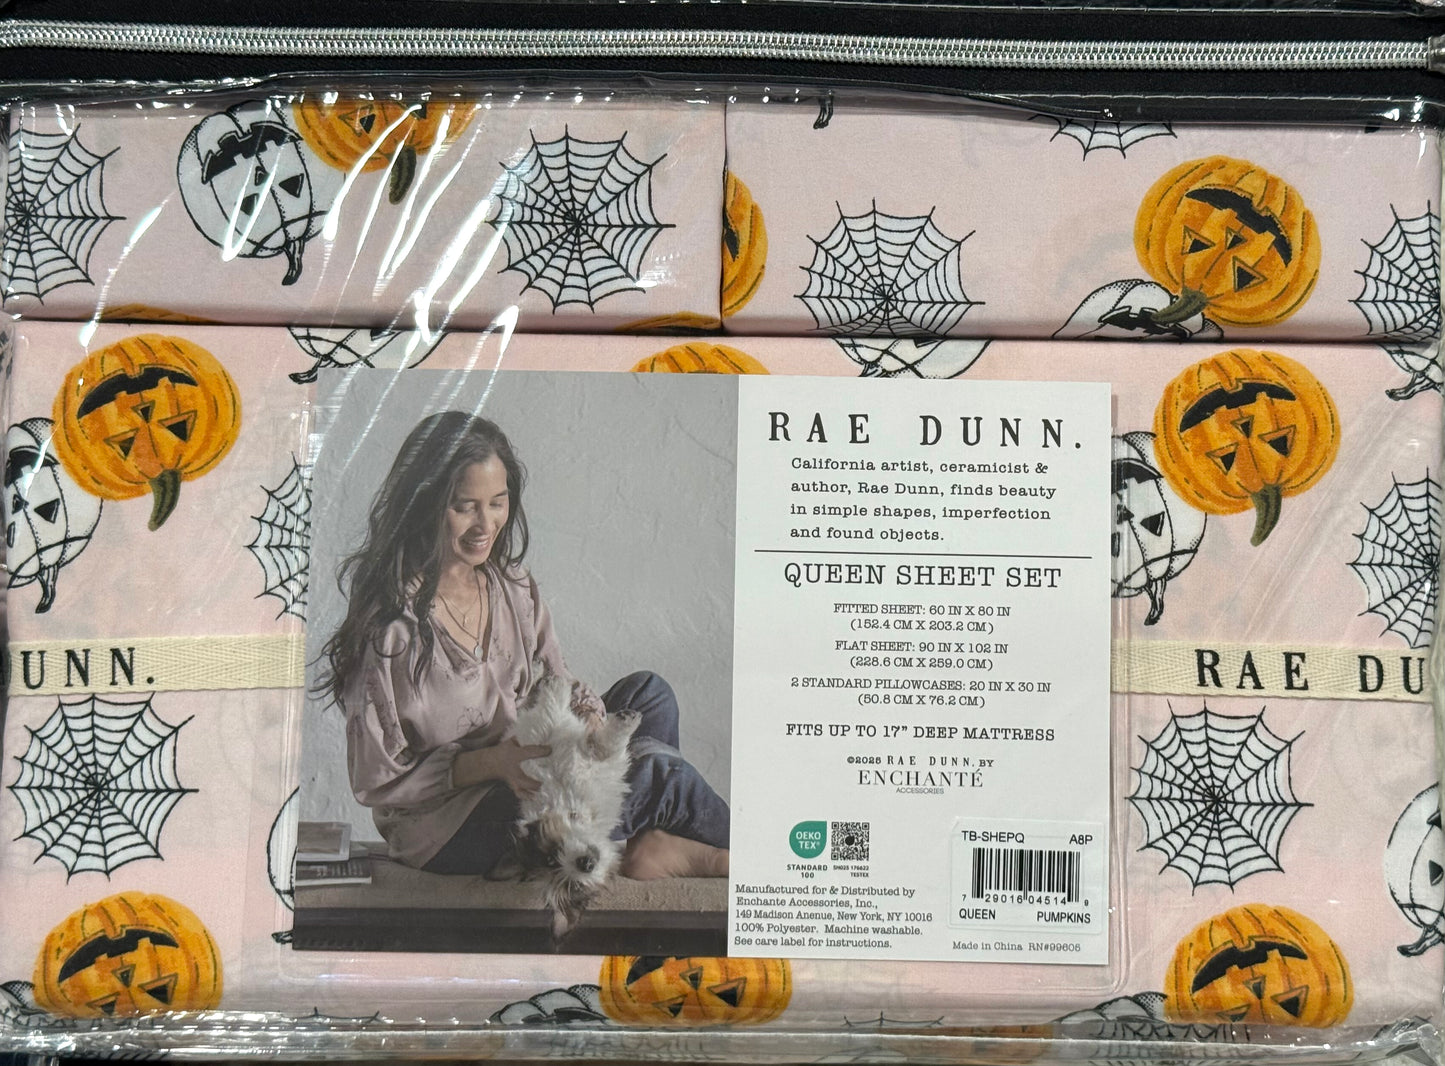 RAE DUNN.
California artist, ceramicist &
author, Rae Dunn, finds beauty
in simple shapes, imperfection
and found objects.
QUEEN SHEET SET
FITTED SHEET: 60 IN X 80 IN
(152.4 CM X 203.2 CM)
FLAT SHEET: 90 IN X 102 IN
(228.6 CM X 259.0 CM)
2 STANDARD PILLOWCASES: 20 IN X 30 IN
(50.8 CM X 76.2 CM)
FITS UP TO 17" DEEP MATTRESS
UNN.
RAE DU
©2025 RAE DUNN. BY
ENCHANTÉ
ACCESSORIES
OEKO
TEX®
STANDARD
100
SH025 176622
TESTEX
TB-SHEPQ A8P
7 29016 04514 9
QUEEN PUMPKINS
Manufactured for & Distributed by
Enchante Accessories, Inc.,
149 Madison Anenue, New York, NY 10016
100% Polyester. Machine washable.
See care label for instructions.
Made in China RN#99605